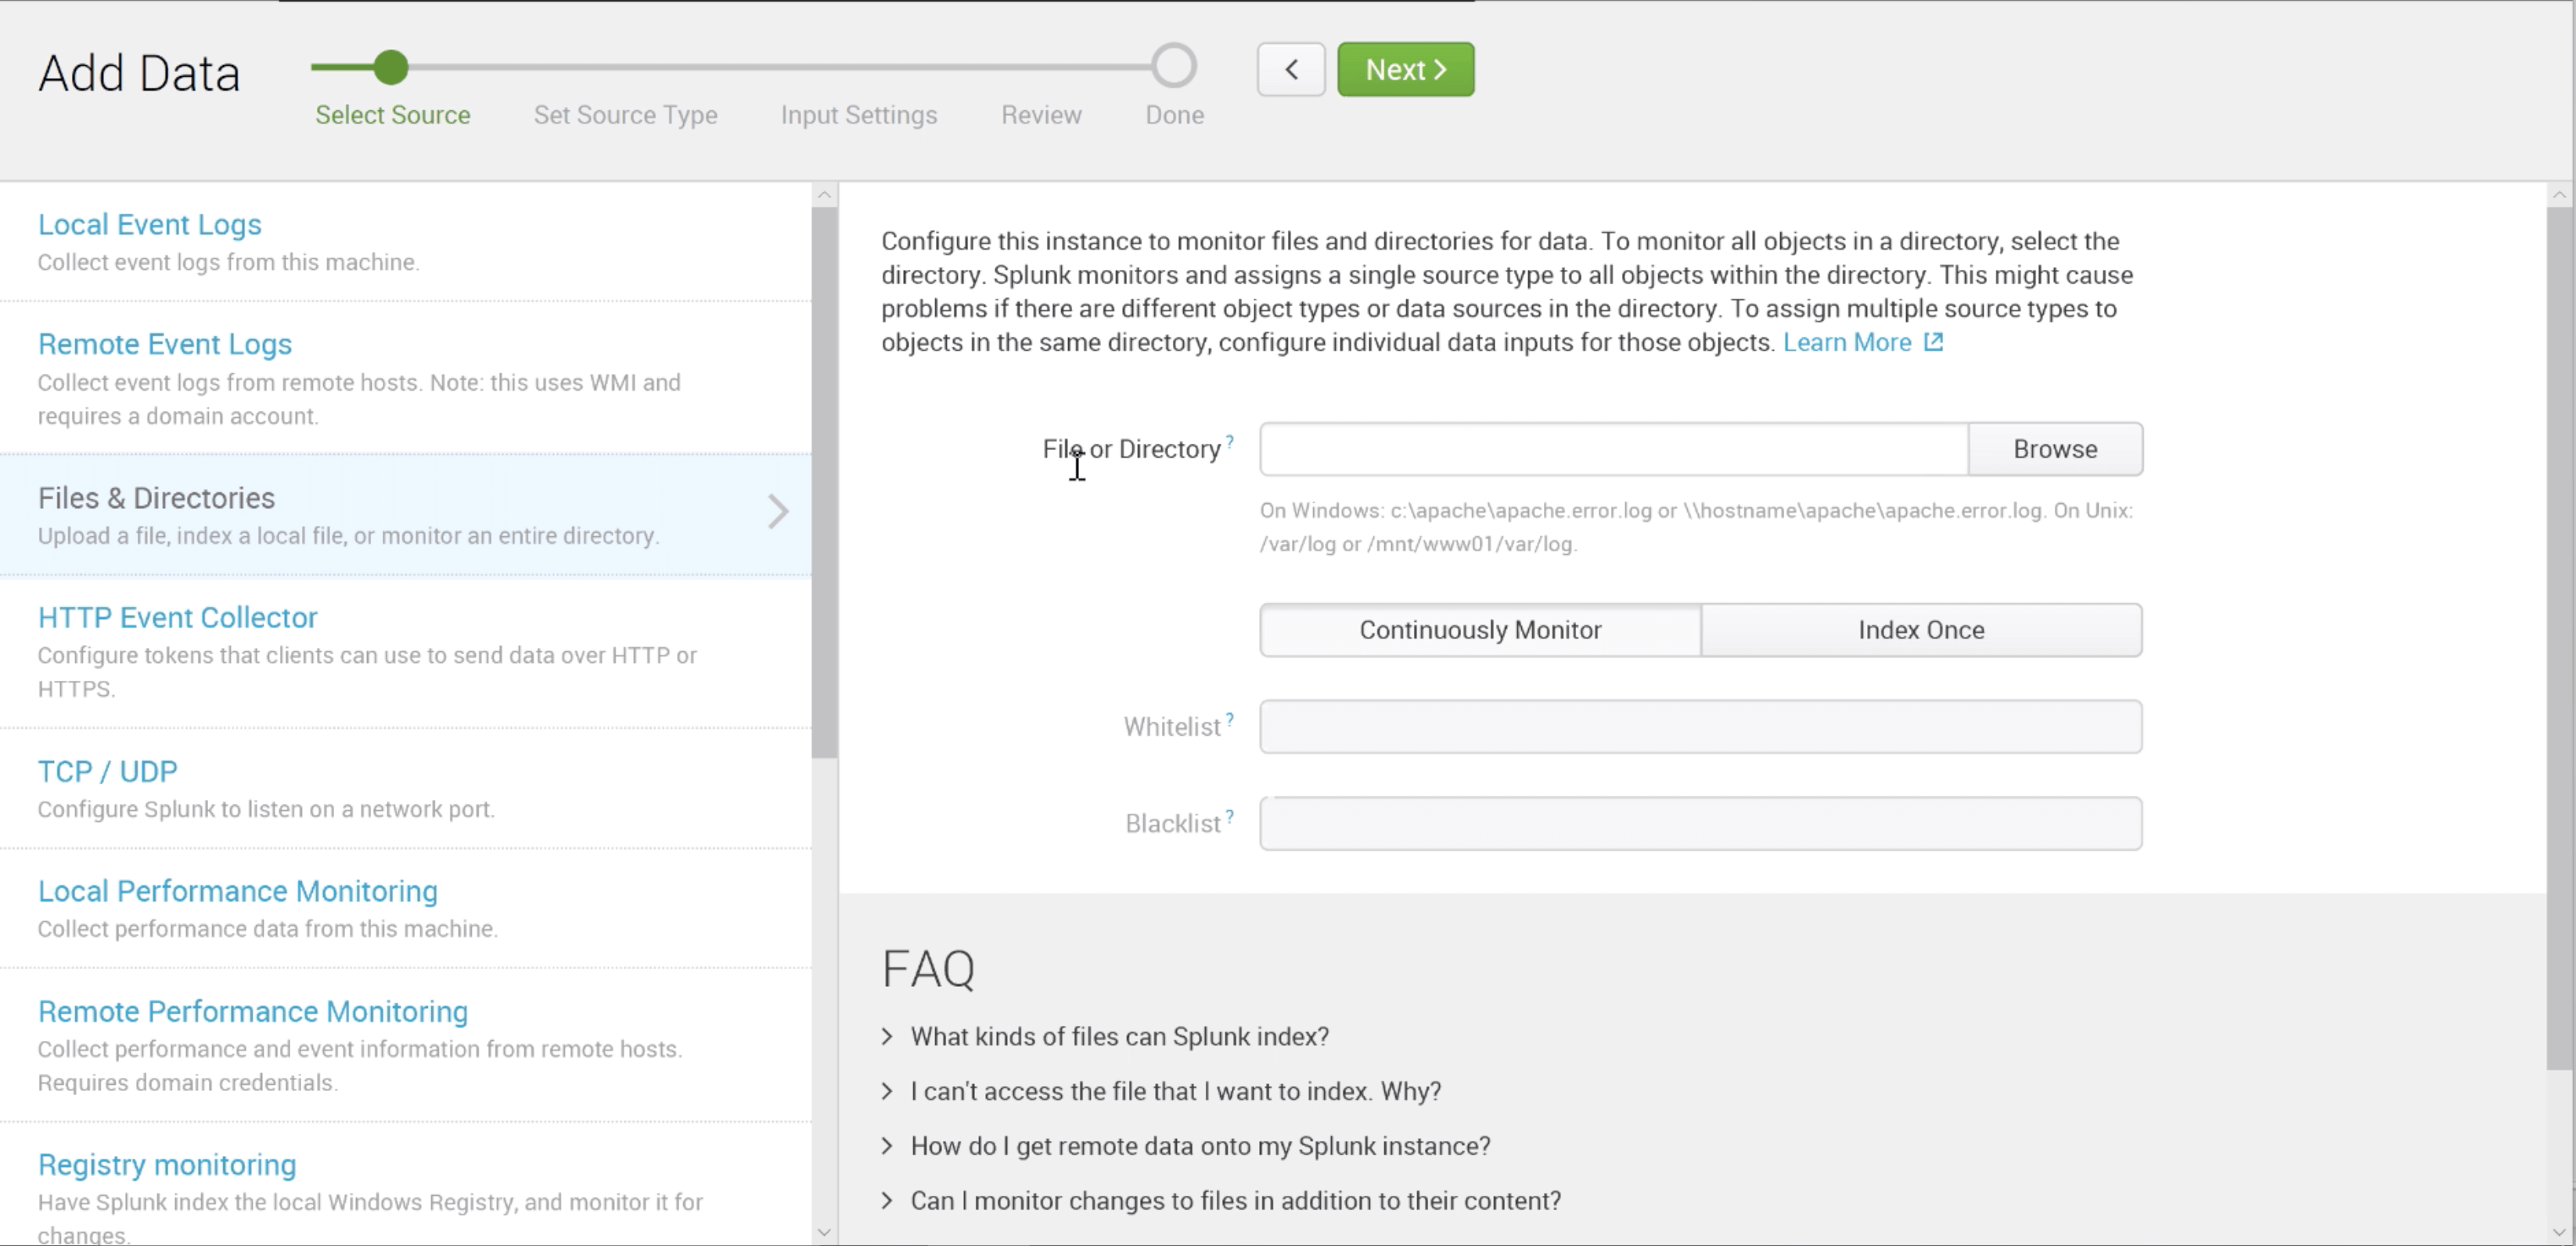 Add Data
Select Source
Set Source Type
Input Settings
Review
Done
Next
Local Event Logs
Collect event logs from this machine.
Remote Event Logs
Collect event logs from remote hosts. Note: this uses WMI and
requires a domain account.
Files & Directories
Upload a file, index a local file, or monitor an entire directory.
HTTP Event Collector
Configure tokens that clients can use to send data over HTTP or
HTTPS.
TCP / UDP
Configure Splunk to listen on a network port.
Local Performance Monitoring
Collect performance data from this machine.
Remote Performance Monitoring
Collect performance and event information from remote hosts.
Requires domain credentials.
Registry monitoring
Have Splunk index the local Windows Registry, and monitor it for
changes.
Configure this instance to monitor files and directories for data. To monitor all objects in a directory, select the
directory. Splunk monitors and assigns a single source type to all objects within the directory. This might cause
problems if there are different object types or data sources in the directory. To assign multiple source types to
objects in the same directory, configure individual data inputs for those objects. Learn More
File or Directory ?
Browse
On Windows: c:\apache\apache.error.log or \\hostname\apache\apache.error.log. On Unix:
/var/log or /mnt/www01/var/log.
Continuously Monitor
Index Once
Whitelist ?
Blacklist ?
FAQ
What kinds of files can Splunk index?
I can't access the file that I want to index. Why?
How do I get remote data onto my Splunk instance?
Can I monitor changes to files in addition to their content?